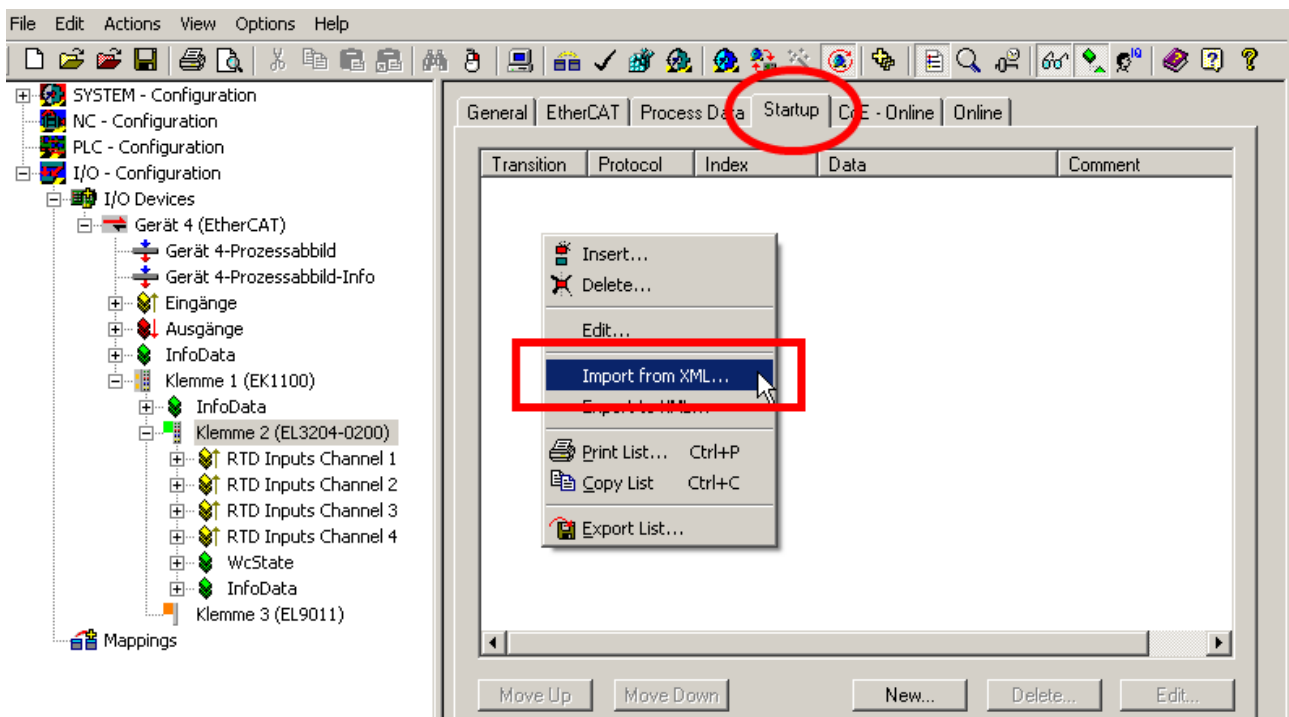 File Edit Actions View Options Help
SYSTEM - Configuration
NC - Configuration
PLC - Configuration
I/O - Configuration
I/O Devices
Gerät 4 (EtherCAT)
Gerät 4-Prozessabbild
Gerät 4-Prozessabbild-Info
Eingänge
Ausgänge
InfoData
Klemme 1 (EK1100)
InfoData
Klemme 2 (EL3204-0200)
RTD Inputs Channel 1
RTD Inputs Channel 2
RTD Inputs Channel 3
RTD Inputs Channel 4
WcState
InfoData
Klemme 3 (EL9011)
Mappings
General EtherCAT Process Data Startup CoE - Online Online
Transition Protocol Index Data Comment
Insert...
Delete...
Edit...
Import from XML...
Export to XML...
Print List... Ctrl+P
Copy List Ctrl+C
Export List...
Move Up Move Down New... Delete... Edit...